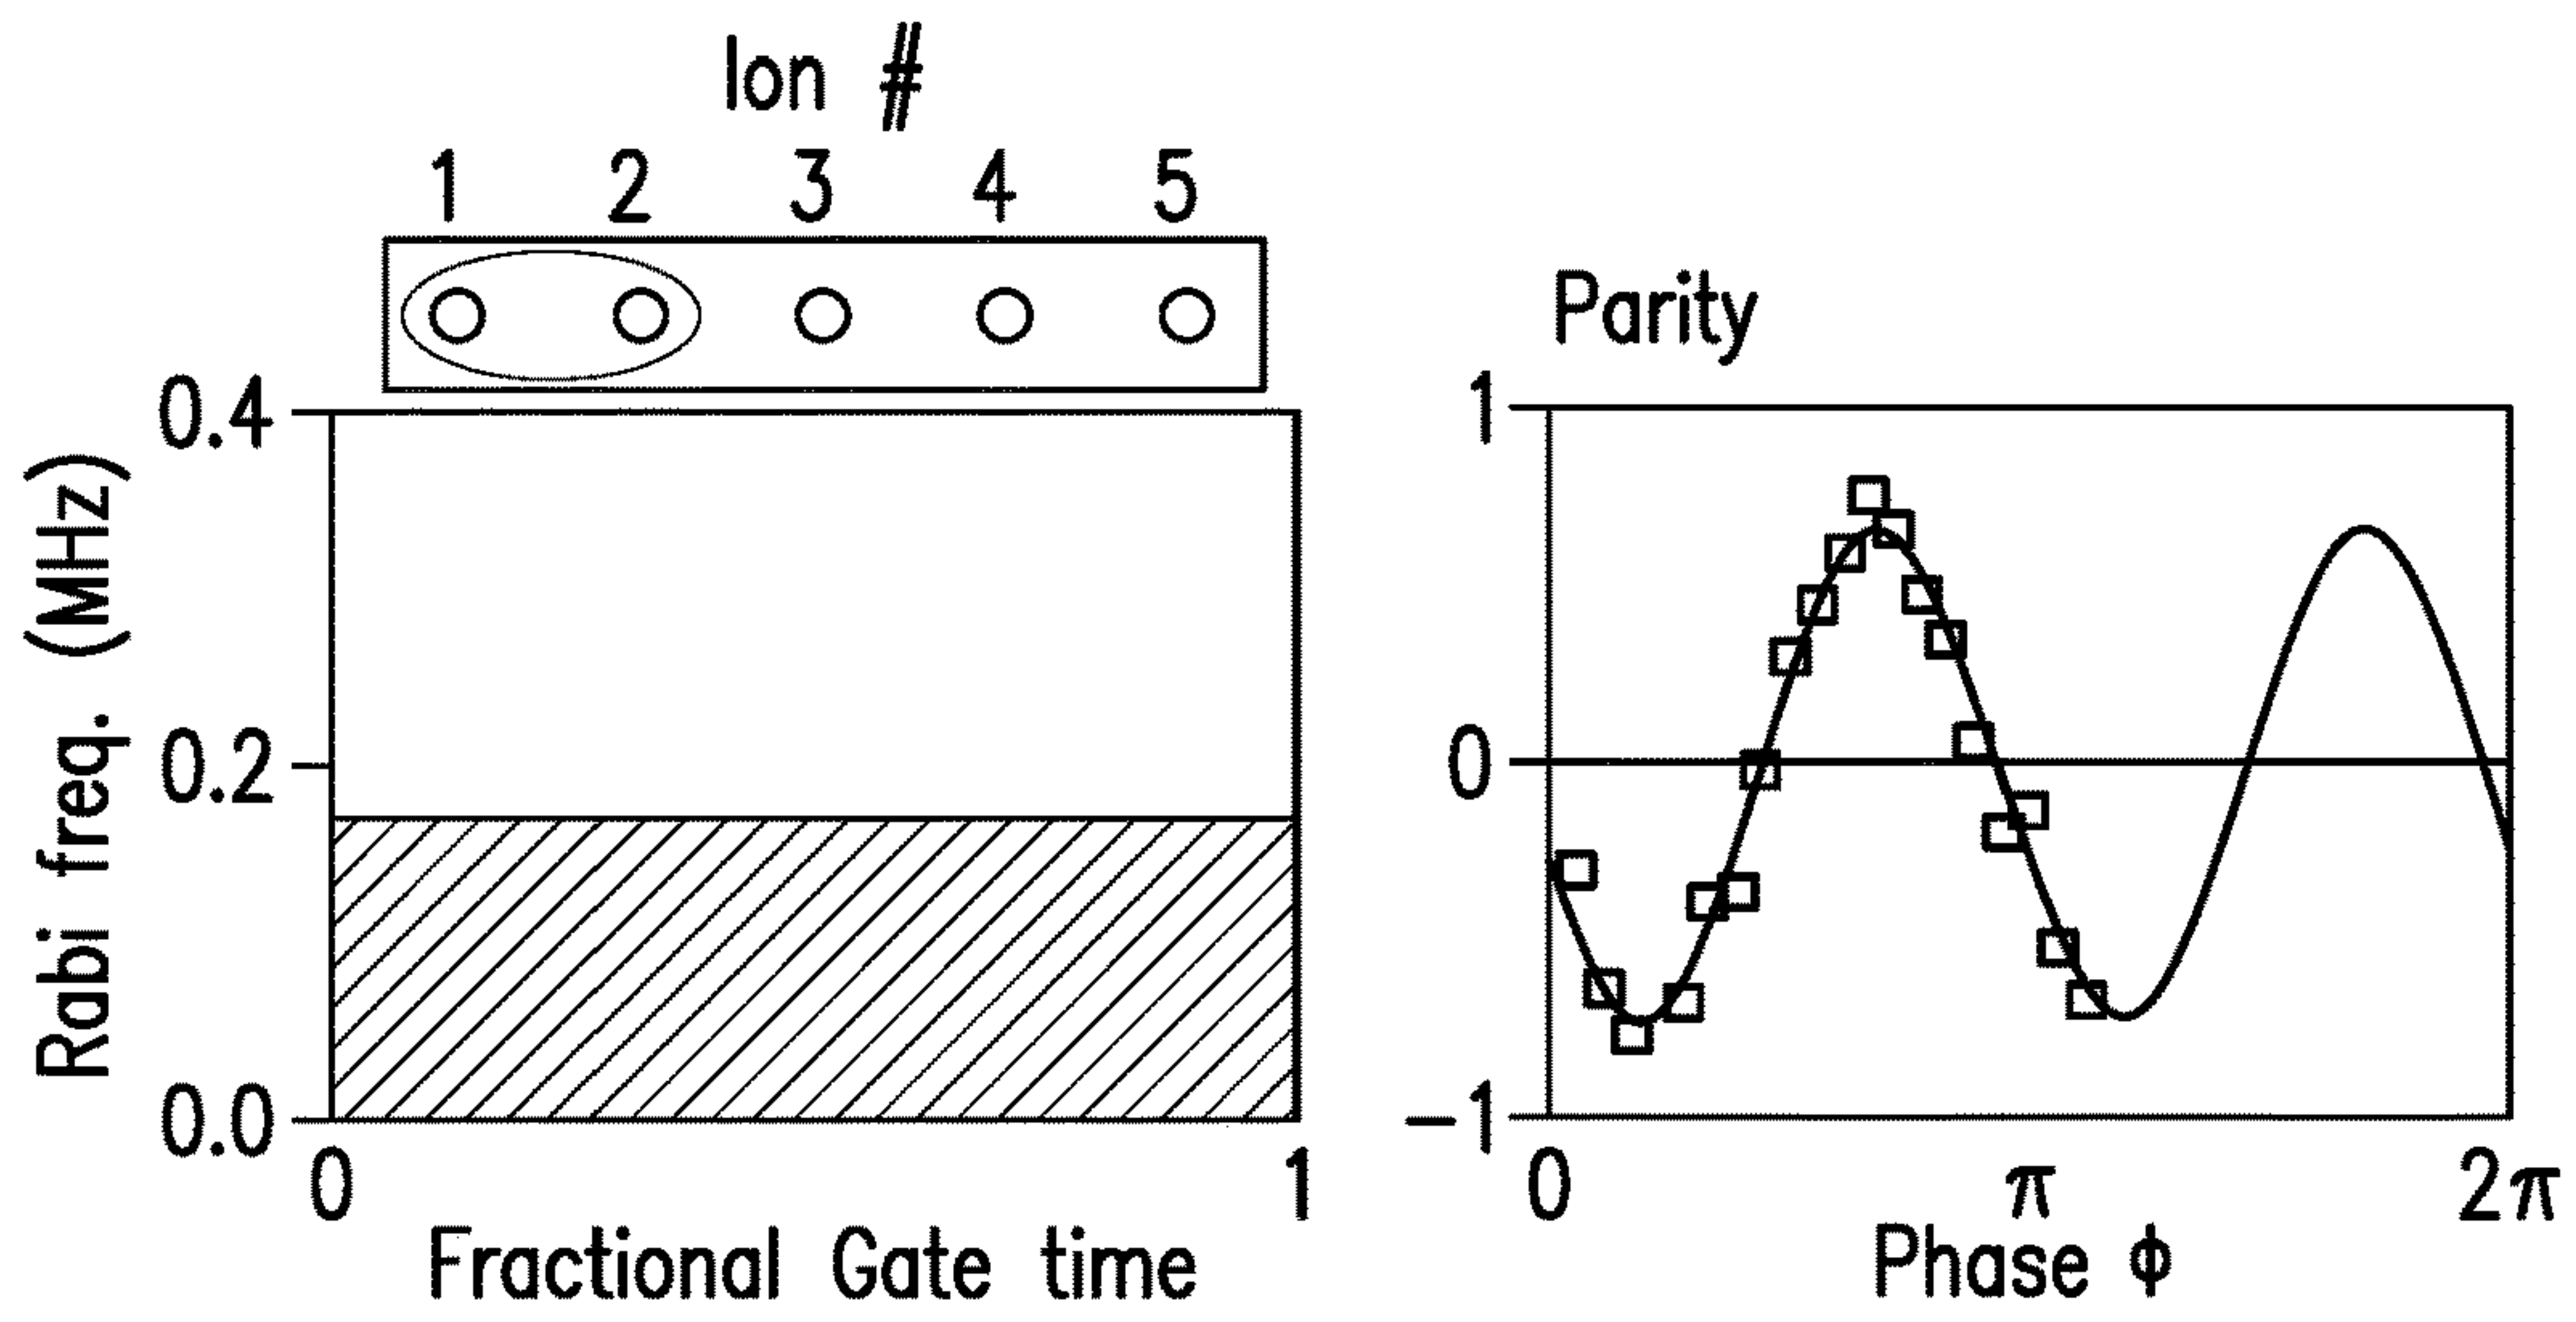 Ion #
1 2 3 4 5
Rabi freq. (MHz)
0.4
0.2
0.0
0 1
Fractional Gate time
Parity
1
0
-1
0 π 2π
Phase ϕ